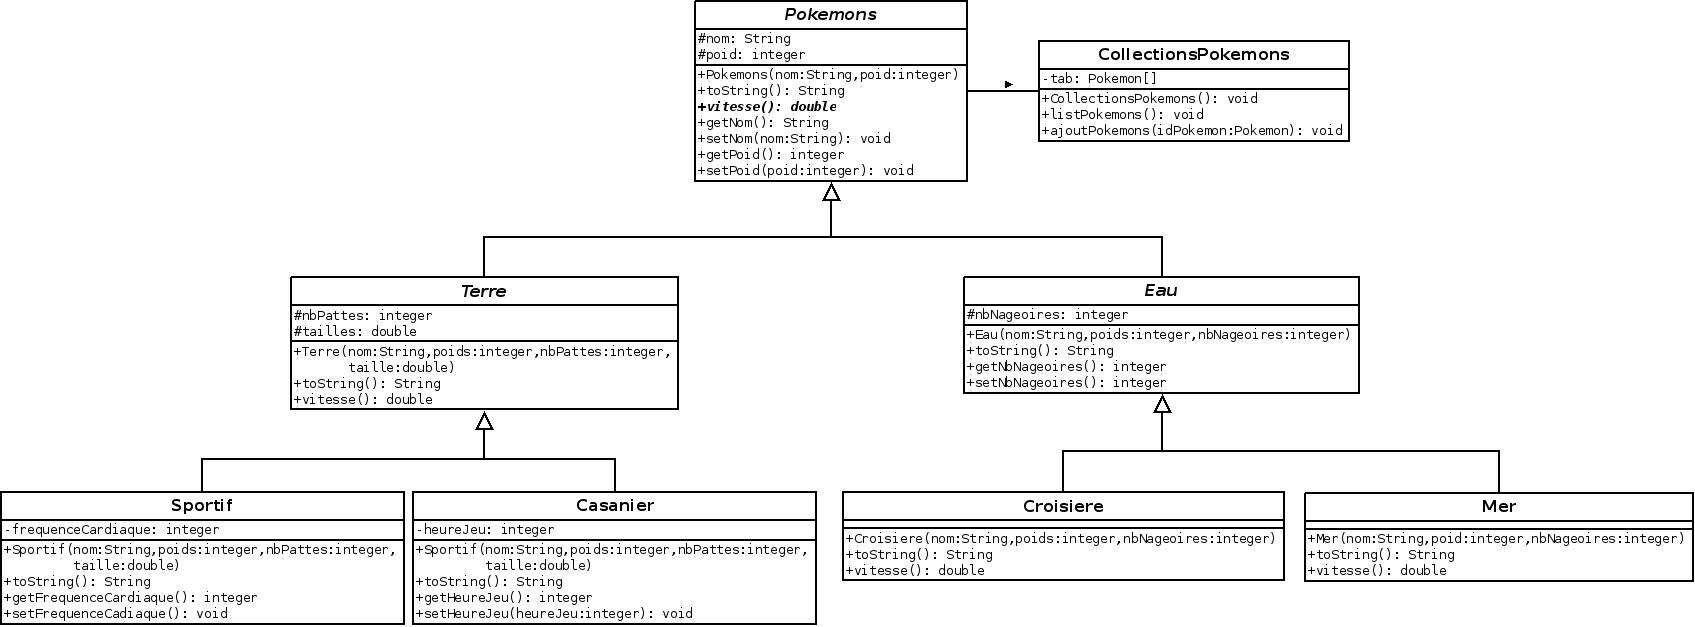 Pokemons
#nom: String
#poid: integer
+Pokemons(nom:String,poid:integer)
+toString(): String
+vitesse(): double
+getNom(): String
+setNom(nom:String): void
+getPoid(): integer
+setPoid(poid:integer): void
CollectionsPokemons
-tab: Pokemon[]
+CollectionsPokemons(): void
+listPokemons(): void
+ajoutPokemons(idPokemon:Pokemon): void
Terre
#nbPattes: integer
#tailles: double
+Terre(nom:String,poids:integer,nbPattes:integer,
taille:double)
+toString(): String
+vitesse(): double
Eau
#nbNageoires: integer
+Eau(nom:String,poids:integer,nbNageoires:integer)
+toString(): String
+getNbNageoires(): integer
+setNbNageoires(): integer
Sportif
-frequenceCardiaque: integer
+Sportif(nom:String,poids:integer,nbPattes:integer,
taille:double)
+toString(): String
+getFrequenceCardiaque(): integer
+setFrequenceCadiaque(): void
Casanier
-heureJeu: integer
+Sportif(nom:String,poids:integer,nbPattes:integer,
taille:double)
+toString(): String
+getHeureJeu(): integer
+setHeureJeu(heureJeu:integer): void
Croisiere
+Croisiere(nom:String,poids:integer,nbNageoires:integer)
+toString(): String
+vitesse(): double
Mer
+Mer(nom:String,poid:integer,nbNageoires:integer)
+toString(): String
+vitesse(): double